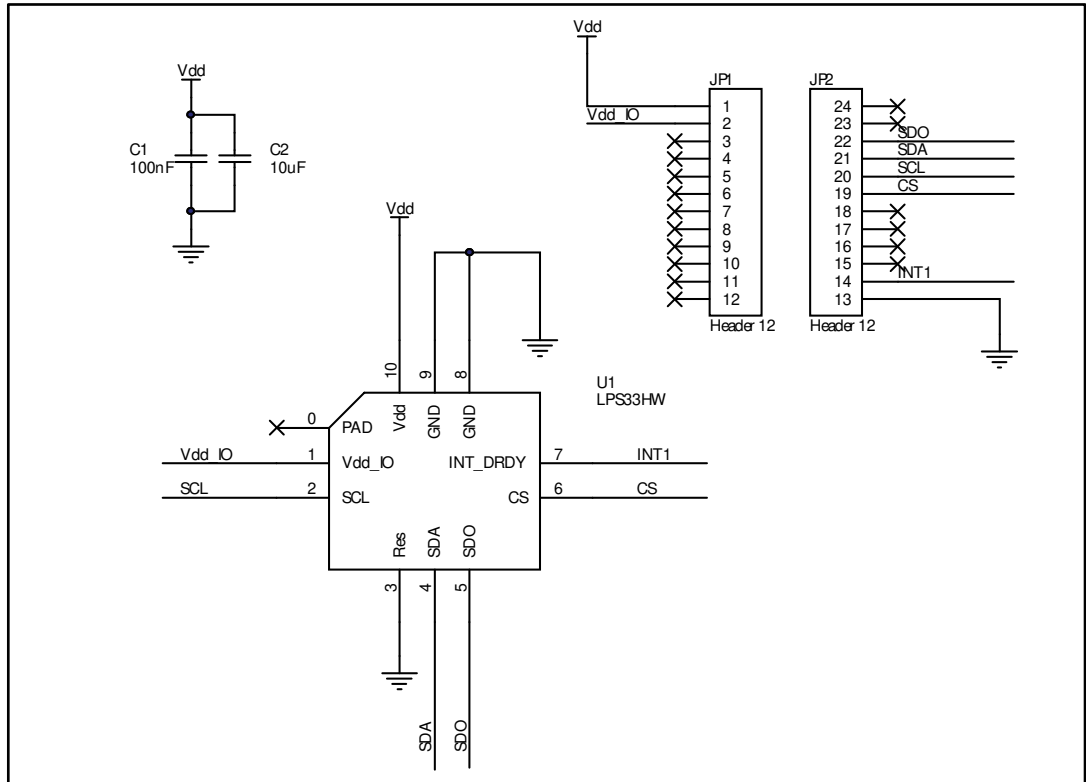 Vdd
C1
100nF
C2
10uF
Vdd
Vdd_IO
JP1
1
2
3
4
5
6
7
8
9
10
11
12
Header 12
JP2
24
23
22
21
20
19
18
17
16
15
14
13
SDO
SDA
SCL
CS
INT1
Header 12
Vdd
10
9
8
U1
LPS33HW
0
PAD
Vdd
GND
GND
Vdd_IO
1
Vdd_IO
INT_DRDY
7
INT1
SCL
2
SCL
CS
6
CS
Res
SDA
SDO
3
4
5
SDA
SDO